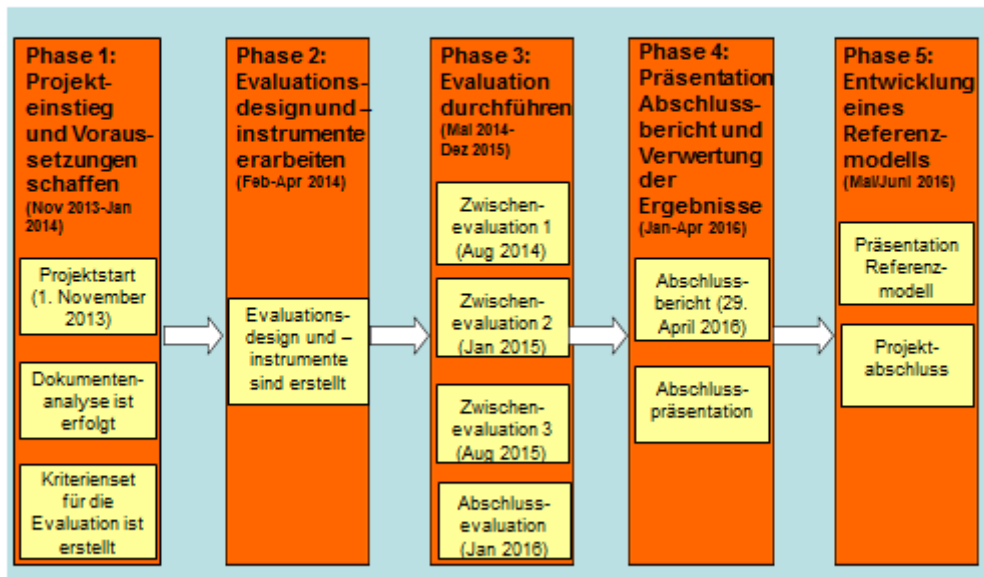 Phase 1:
Projekt-
einstieg
und Voraus-
setzungen
schaffen
(Nov 2013-Jan
2014)
Projektstart
(1. November
2013)
Dokumenten-
analyse ist
erfolgt
Kriterienset
für die
Evaluation ist
erstellt
Phase 2:
Evaluations-
design und –
instrumente
erarbeiten
(Feb-Apr 2014)
Evaluations-
design und –
instrumente
sind erstellt
Phase 3:
Evaluation
durchführen
(Mai 2014-
Dez 2015)
Zwischen-
evaluation 1
(Aug 2014)
Zwischen-
evaluation 2
(Jan 2015)
Zwischen-
evaluation 3
(Aug 2015)
Abschluss-
evaluation
(Jan 2016)
Phase 4:
Präsentation
Abschluss-
bericht und
Verwertung
der
Ergebnisse
(Jan-Apr 2016)
Abschluss-
bericht (29.
April 2016)
Abschluss-
präsentation
Phase 5:
Entwicklung
eines
Referenz-
modells
(Mai/Juni 2016)
Präsentation
Referenz-
modell
Projekt-
abschluss